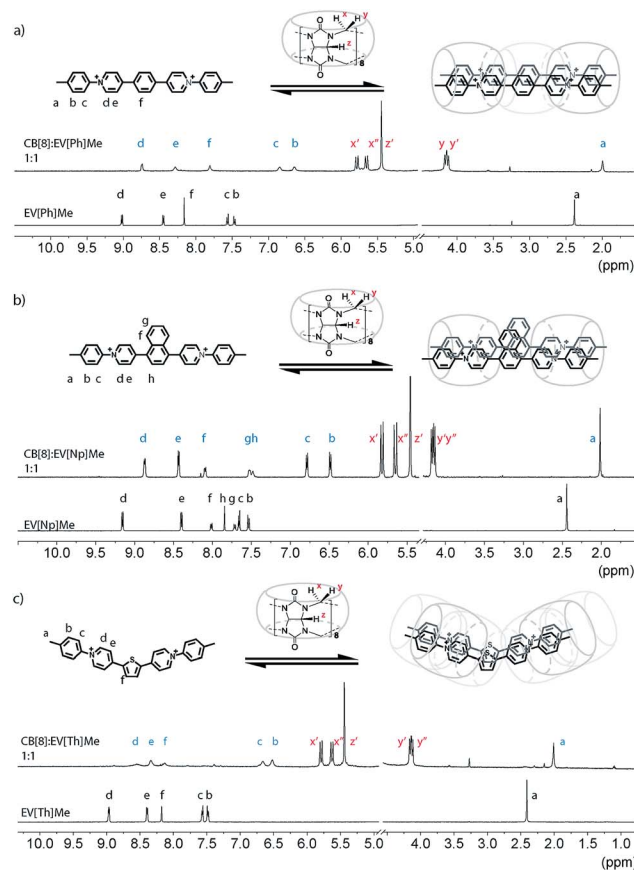 a)
O
H H
x y
N N
H z
N N
O
8
N+ N+
a b c d e f
CB[8]:EV[Ph]Me
1:1
d e f c b x' x" z' y y' a
EV[Ph]Me
d e f c b a
10.0 9.5 9.0 8.5 8.0 7.5 7.0 6.5 6.0 5.5 5.0 4.0 3.5 3.0 2.5 2.0
(ppm)
b)
O
H H
x y
N N
H z
N N
O
8
g
f
N+ N+
a b c d e h
CB[8]:EV[Np]Me
1:1
d e f gh c b x' x" z' y'y" a
EV[Np]Me
d e f h g c b a
10.0 9.5 9.0 8.5 8.0 7.5 7.0 6.5 6.0 5.5 4.0 3.5 3.0 2.5 2.0
(ppm)
c)
O
H H
x y
N N
H z
N N
O
8
a b c d e
N+ S N+
f
CB[8]:EV[Th]Me
1:1
d e f c b x' x" z' y' y" a
EV[Th]Me
d e f c b a
10.0 9.5 9.0 8.5 8.0 7.5 7.0 6.5 6.0 5.5 5.0 4.0 3.5 3.0 2.5 2.0 1.5 1.0
(ppm)